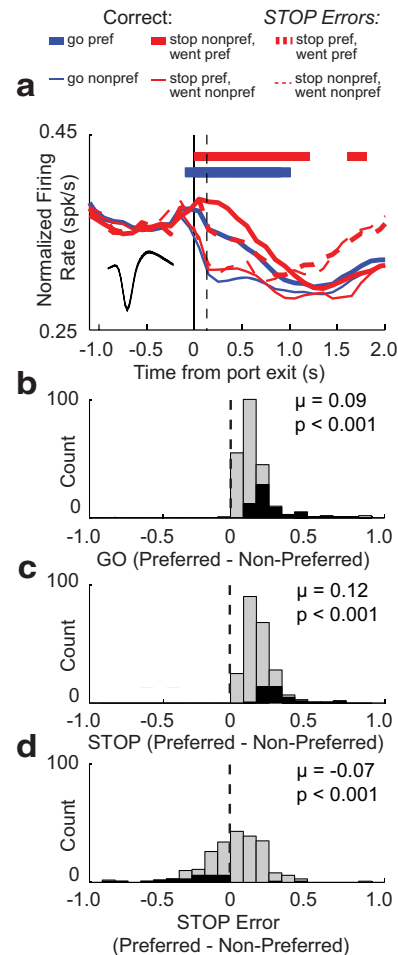 Correct: STOP Errors:
go pref
stop nonpref, went pref
stop pref, went pref
go nonpref
stop pref, went nonpref
stop nonpref, went nonpref
a
0.45
Normalized Firing
Rate (spk/s)
0.25
-1.0 -0.5 0 0.5 1.0 1.5 2.0
Time from port exit (s)
b
100
Count
0
μ = 0.09
p < 0.001
-1.0 -0.5 0 0.5 1.0
GO (Preferred - Non-Preferred)
c
100
Count
0
μ = 0.12
p < 0.001
-1.0 -0.5 0 0.5 1.0
STOP (Preferred - Non-Preferred)
d
100
Count
0
μ = -0.07
p < 0.001
-1.0 -0.5 0 0.5 1.0
STOP Error
(Preferred - Non-Preferred)